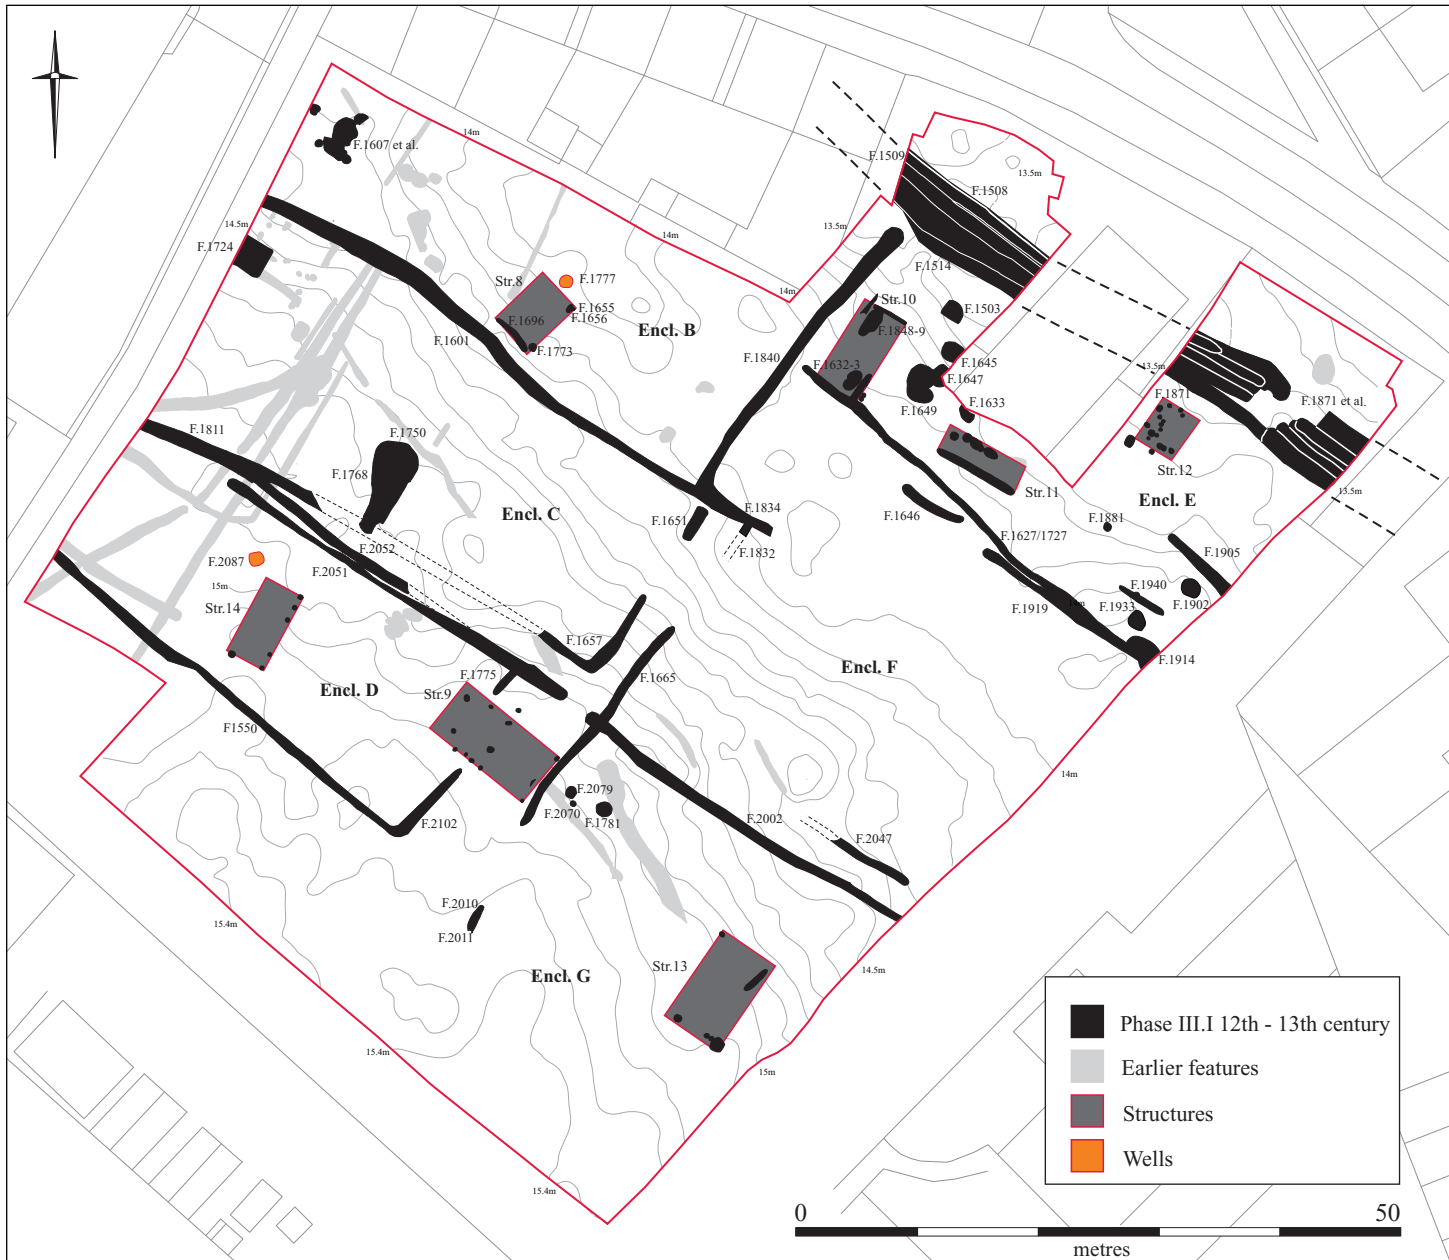 14m
F.1607 et al.
14.5m
F.1724
14m
13.5m
F.1509
F.1508
13.5m
F.1514
14m
Str.8
F.1777
F.1655
F.1656
F.1696
F.1773
F.1601
Encl. B
F.1840
Str.10
F.1848-9
F.1632-3
F.1503
F.1645
F.1647
F.1649
F.1633
13.5m
F.1871
F.1871 et al.
Str.12
13.5m
Encl. E
Str.11
F.1646
F.1881
F.1627/1727
F.1905
F.1940
F.1933
F.1902
F.1919
14m
F.1914
F.1811
F.1750
F.1768
Encl. C
F.1651
F.1834
F.1832
F.2052
F.2051
F.2087
15m
Str.14
F.1657
F.1665
F.1775
Encl. D
Str.9
Encl. F
F1550
F.2102
F.2079
F.2070
F.1781
F.2002
F.2047
14m
F.2010
F.2011
15.4m
Encl. G
Str.13
14.5m
15.4m
15m
15.4m
Phase III.I 12th - 13th century
Earlier features
Structures
Wells
0 50
metres